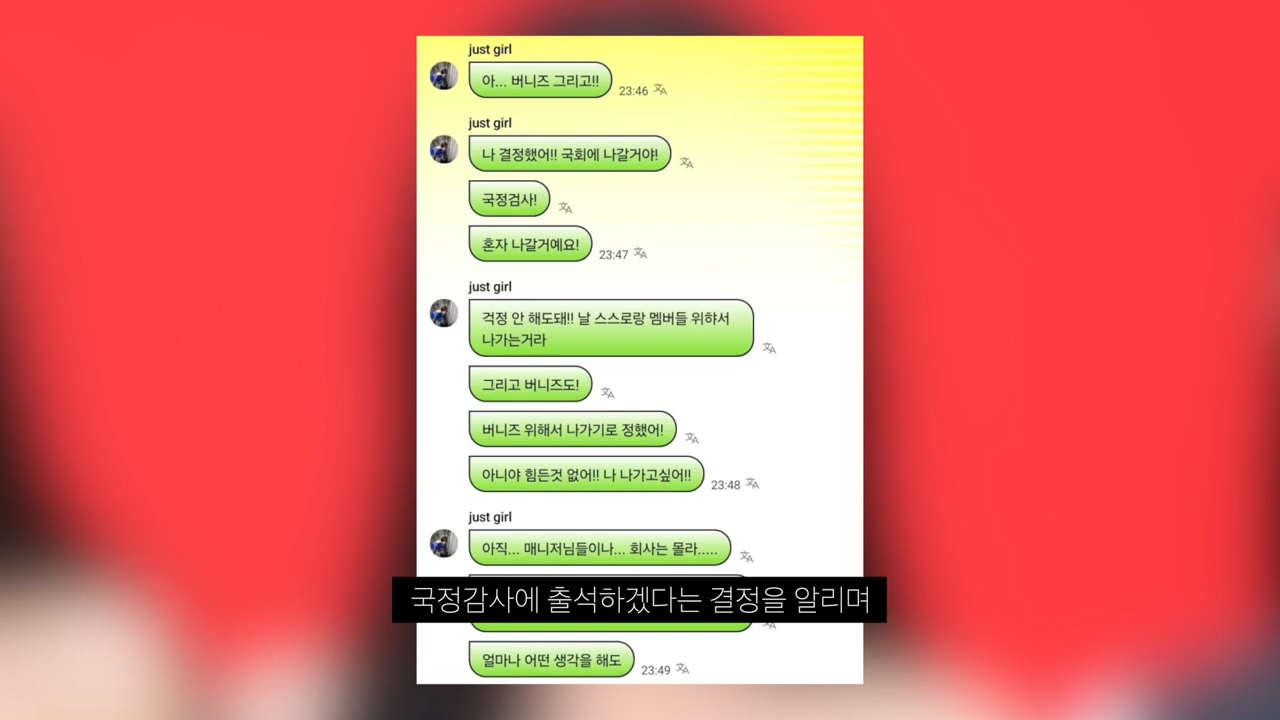 just girl
아... 버니즈 그리고!!
23:46
just girl
나 결정했어!! 국회에 나갈거야!
국정검사!
혼자 나갈거예요!
23:47
just girl
걱정 안 해도돼!! 날 스스로랑 멤버들 위햐서
나가는거라
그리고 버니즈도!
버니즈 위해서 나가기로 정했어!
아니야 힘든것 없어!! 나 나가고싶어!!
23:48
just girl
아직... 매니저님들이나... 회사는 몰라.....
국정감사에 출석하겠다는 결정을 알리며
얼마나 어떤 생각을 해도
23:49